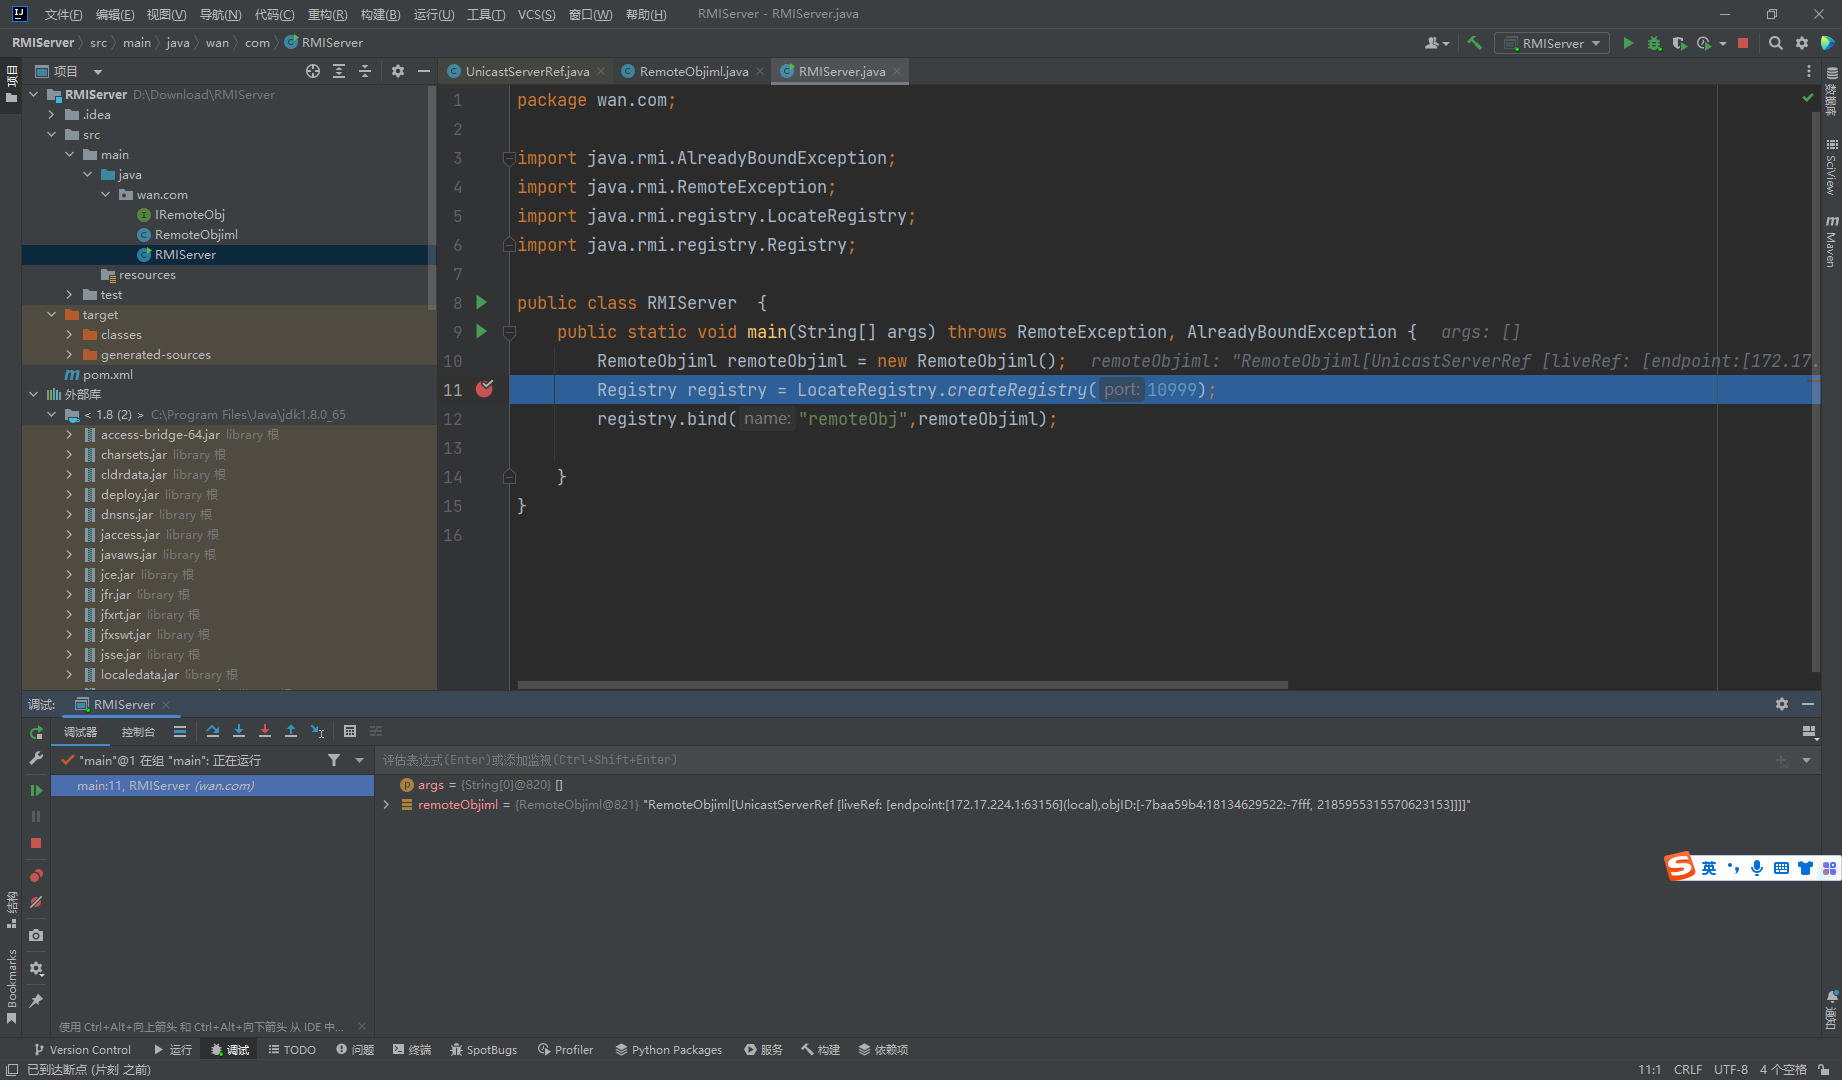 文件(F) 编辑(E) 视图(V) 导航(N) 代码(C) 重构(R) 构建(B) 运行(U) 工具(T) VCS(S) 窗口(W) 帮助(H) RMIServer - RMIServer.java
RMIServer src main java wan com RMIServer
RMIServer
项目
项目
UnicastServerRef.java
RemoteObjiml.java
RMIServer.java
RMIServer D:\Download\RMIServer
.idea
src
main
java
wan.com
IRemoteObj
RemoteObjiml
RMIServer
resources
test
target
classes
generated-sources
pom.xml
外部库
< 1.8 (2) > C:\Program Files\Java\jdk1.8.0_65
access-bridge-64.jar library 根
charsets.jar library 根
cldrdata.jar library 根
deploy.jar library 根
dnsns.jar library 根
jaccess.jar library 根
javaws.jar library 根
jce.jar library 根
jfr.jar library 根
jfxrt.jar library 根
jfxswt.jar library 根
jsse.jar library 根
localedata.jar library 根
1 package wan.com;
2
3 import java.rmi.AlreadyBoundException;
4 import java.rmi.RemoteException;
5 import java.rmi.registry.LocateRegistry;
6 import java.rmi.registry.Registry;
7
8 public class RMIServer {
9 public static void main(String[] args) throws RemoteException, AlreadyBoundException { args: []
10 RemoteObjiml remoteObjiml = new RemoteObjiml(); remoteObjiml: "RemoteObjiml[UnicastServerRef [liveRef: [endpoint:[172.17.
11 Registry registry = LocateRegistry.createRegistry( port: 10999);
12 registry.bind( name: "remoteObj",remoteObjiml);
13
14 }
15 }
16
数据库
SciView
Maven
通知
调试: RMIServer
调试器 控制台
"main"@1 在组 "main": 正在运行
main:11, RMIServer (wan.com)
评估表达式(Enter)或添加监视(Ctrl+Shift+Enter)
args = {String[0]@820} []
remoteObjiml = {RemoteObjiml@821} "RemoteObjiml[UnicastServerRef [liveRef: [endpoint:[172.17.224.1:63156](local),objID:[-7baa59b4:18134629522:-7fff, 2185955315570623153]]]]"
英
结构
Bookmarks
使用 Ctrl+Alt+向上箭头 和 Ctrl+Alt+向下箭头 从 IDE 中...
Version Control 运行 调试 TODO 问题 终端 SpotBugs Profiler Python Packages 服务 构建 依赖项
已到达断点 (片刻 之前)
11:1 CRLF UTF-8 4 个空格